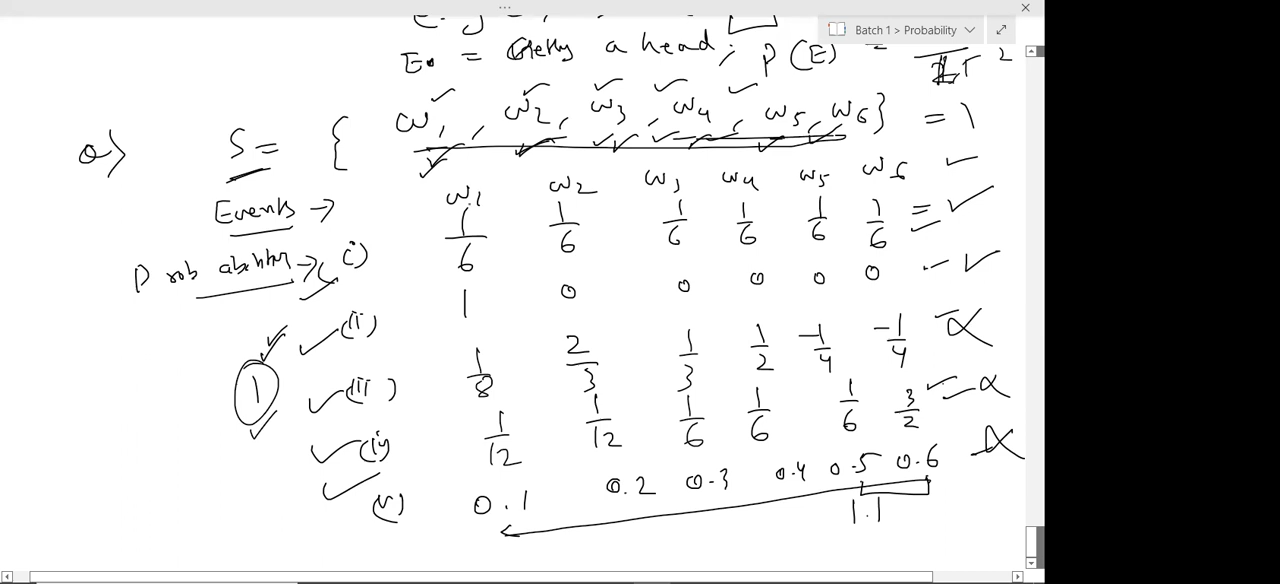 Batch 1 > Probability
E. = Getting a head; P(E) =
Q) S = { ω1, ω2, ω3, ω4, ω5, ω6} = 1
Events → ω1 ω2 ω3 ω4 ω5 ω6
Probability → (i) 1/6 1/6 1/6 1/6 1/6 1/6 =
(ii) 1 0 0 0 0 0
(iii) 1/8 2/3 1/3 1/2 -1/4 -1/4
1
(iv) 1/12 1/12 1/6 1/6 1/6 3/2
(v) 0.1 0.2 0.3 0.4 0.5 0.6
1.1